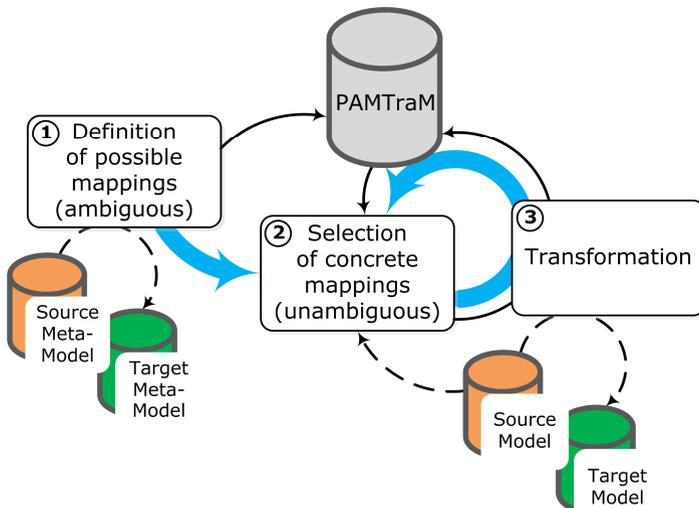 PAMTraM
1 Definition
of possible
mappings
(ambiguous)
2 Selection
of concrete
mappings
(unambiguous)
3
Transformation
Source
Meta-
Model
Target
Meta-
Model
Source
Model
Target
Model